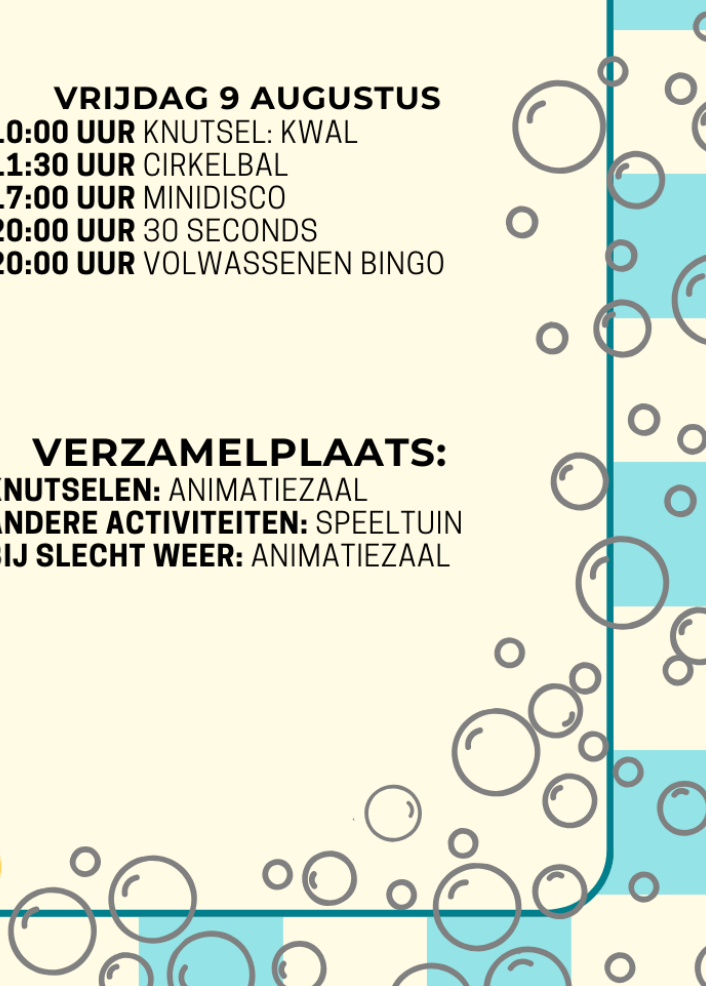 VRIJDAG 9 AUGUSTUS
10:00 UUR KNUTSEL: KWAL
11:30 UUR CIRKELBAL
17:00 UUR MINIDISCO
20:00 UUR 30 SECONDS
20:00 UUR VOLWASSENEN BINGO
VERZAMELPLAATS:
KNUTSELEN: ANIMATIEZAAL
ANDERE ACTIVITEITEN: SPEELTUIN
BIJ SLECHT WEER: ANIMATIEZAAL